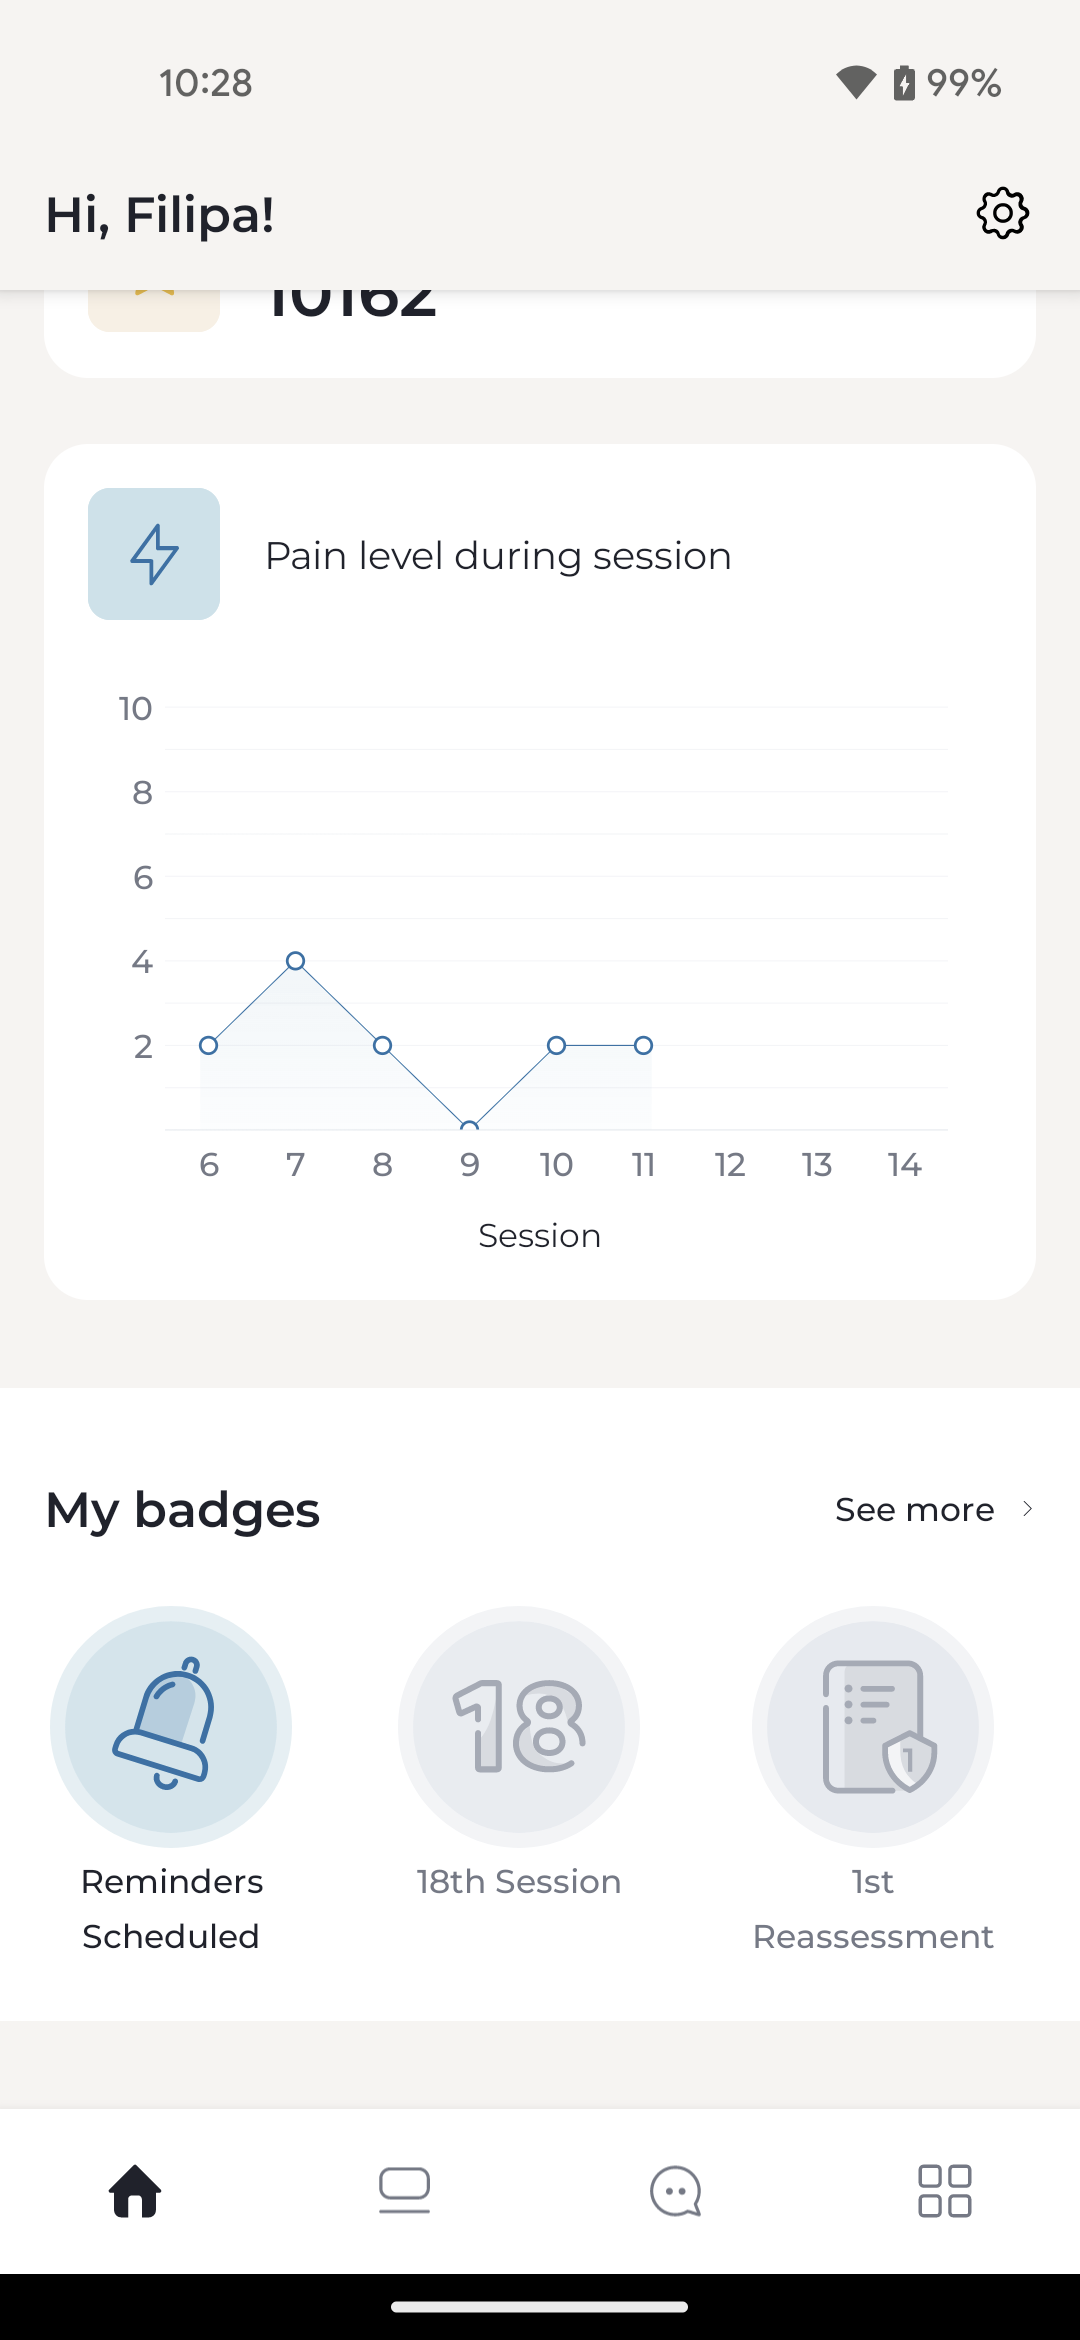 10:28
99%
Hi, Filipa!
10162
Pain level during session
10
8
6
4
2
6 7 8 9 10 11 12 13 14
Session
My badges
See more
18
1
Reminders
Scheduled
18th Session
1st
Reassessment